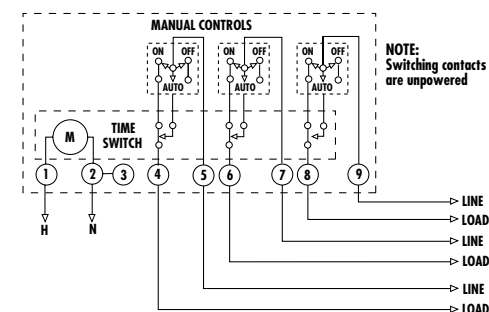 MANUAL CONTROLS
ON OFF ON OFF ON OFF
AUTO AUTO AUTO
NOTE:
Switching contacts
are unpowered
M
TIME
SWITCH
1 2 3 4 5 6 7 8 9
H N
LINE
LOAD
LINE
LOAD
LINE
LOAD